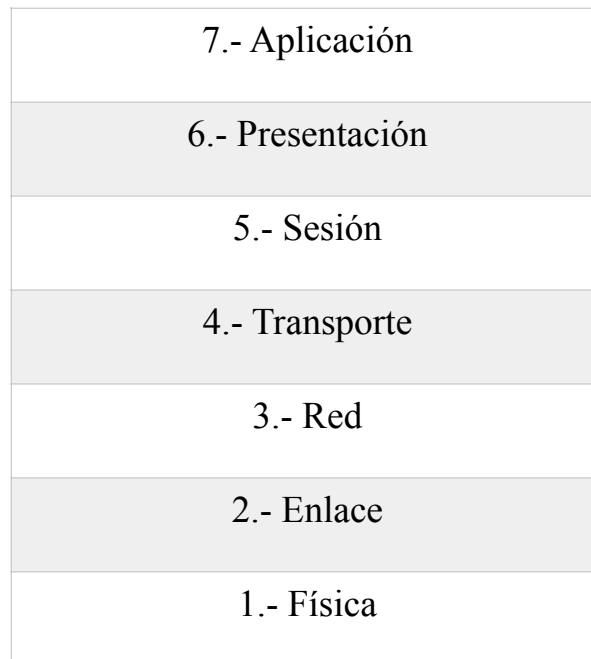 7.- Aplicación
6.- Presentación
5.- Sesión
4.- Transporte
3.- Red
2.- Enlace
1.- Física